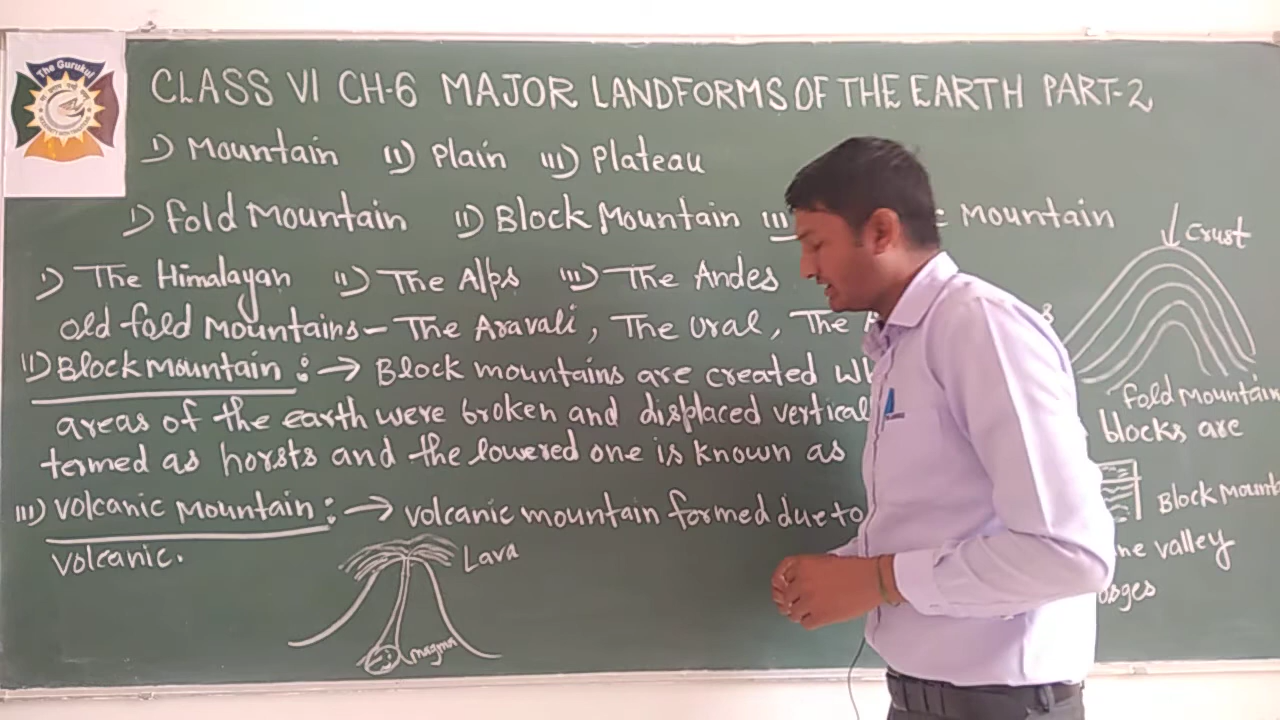 The Gurukul
CLASS VI CH-6 MAJOR LANDFORMS OF THE EARTH PART-2
I) Mountain II) Plain III) Plateau
I) Fold Mountain II) Block Mountain III) c Mountain
Crust
I) The Himalayan II) The Alps III) The Andes
old fold Mountains - The Aravali, The Ural, The A s
Fold Mountain
II) Block mountain :→ Block mountains are created wh
areas of the earth were broken and displaced vertical blocks are
termed as horsts and the lowered one is known as
Block Mount
III) Volcanic Mountain :→ volcanic mountain formed due to
ine valley
volcanic.
osges
Lava
magma